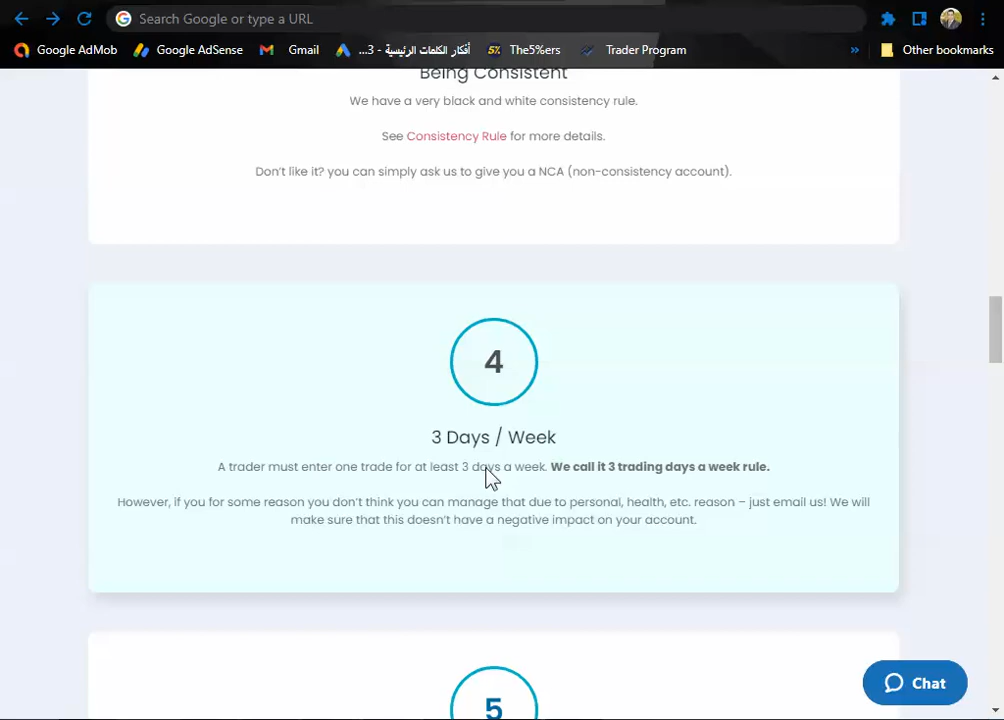 Search Google or type a URL
Google AdMob
Google AdSense
Gmail
أفكار الكلمات الرئيسية - 3...
5%
The5%ers
Trader Program
»
Other bookmarks
Being Consistent
We have a very black and white consistency rule.
See Consistency Rule for more details.
Don't like it? you can simply ask us to give you a NCA (non-consistency account).
4
3 Days / Week
A trader must enter one trade for at least 3 days a week. We call it 3 trading days a week rule.
However, if you for some reason you don't think you can manage that due to personal, health, etc. reason – just email us! We will
make sure that this doesn't have a negative impact on your account.
5
Chat